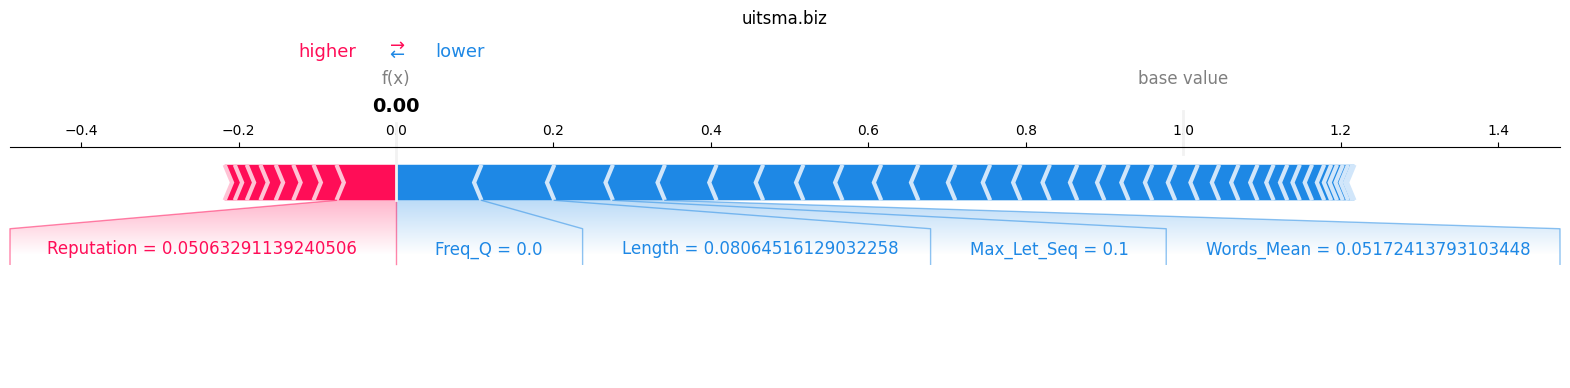 uitsma.biz
higher → ← lower
f(x) base value
0.00
−0.4 −0.2 0 0 0.2 0.4 0.6 0.8 1 0 1.2 1.4
Reputation = 0.05063291139240506 Freq_Q = 0.0 Length = 0.08064516129032258 Max_Let_Seq = 0.1 Words_Mean = 0.05172413793103448